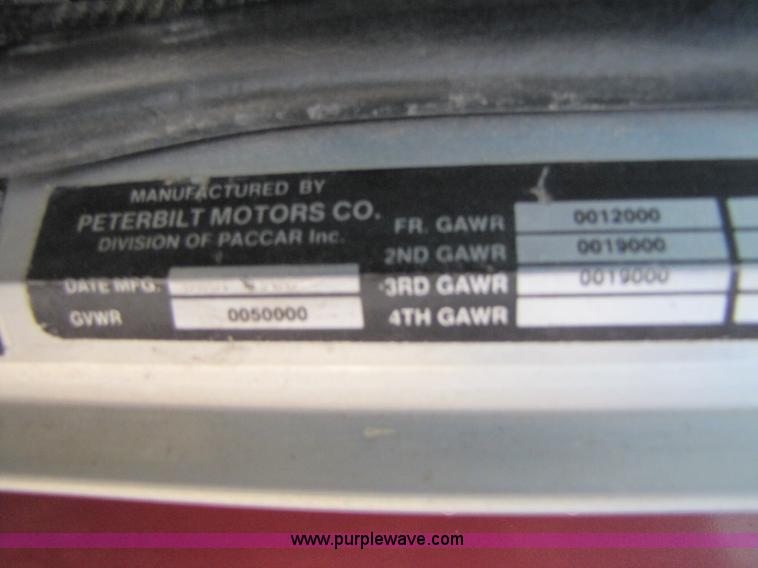 MANUFACTURED BY
PETERBILT MOTORS CO.
DIVISION OF PACCAR Inc.
DATE MFG.
GVWR 0050000
FR. GAWR 0012000
2ND GAWR 0019000
3RD GAWR 0019000
4TH GAWR
www.purplewave.com